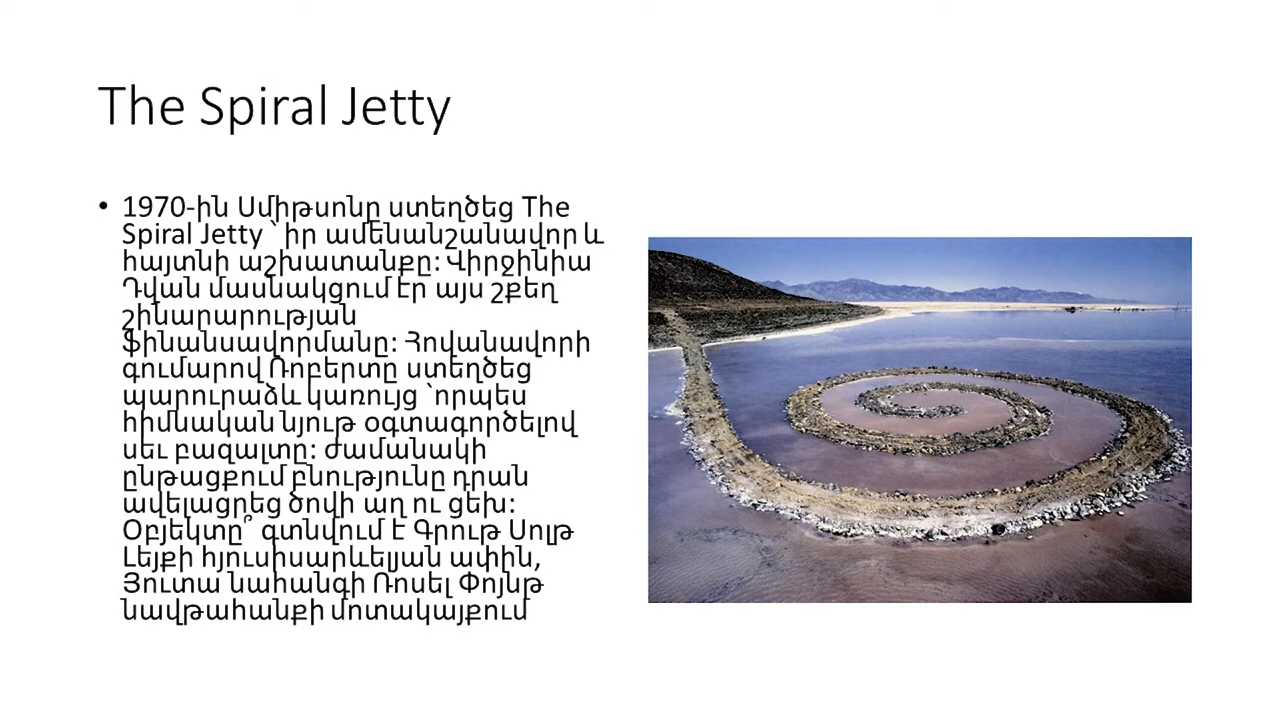 The Spiral Jetty
• 1970-ին Սմիթսոնը ստեղծեց The
Spiral Jetty ՝ իր ամենանշանավոր և
հայտնի աշխատանքը: Վիրջինիա
Դվան մասնակցում էր այս շքեղ
շինարարության
ֆինանսավորմանը: Հովանավորի
գումարով Ռոբերտը ստեղծեց
պարուրաձև կառույց ՝որպես
հիմնական նյութ օգտագործելով
սեւ բազալտը: Ժամանակի
ընթացքում բնությունը դրան
ավելացրեց ծովի աղ ու ցեխ:
Օբյեկտը՞ գտնվում է Գրութ Սոլթ
Լեյքի հյուսիսարևելյան ափին,
Յուտա նահանգի Ռոսել Փոյնթ
նավթահանքի մոտակայքում